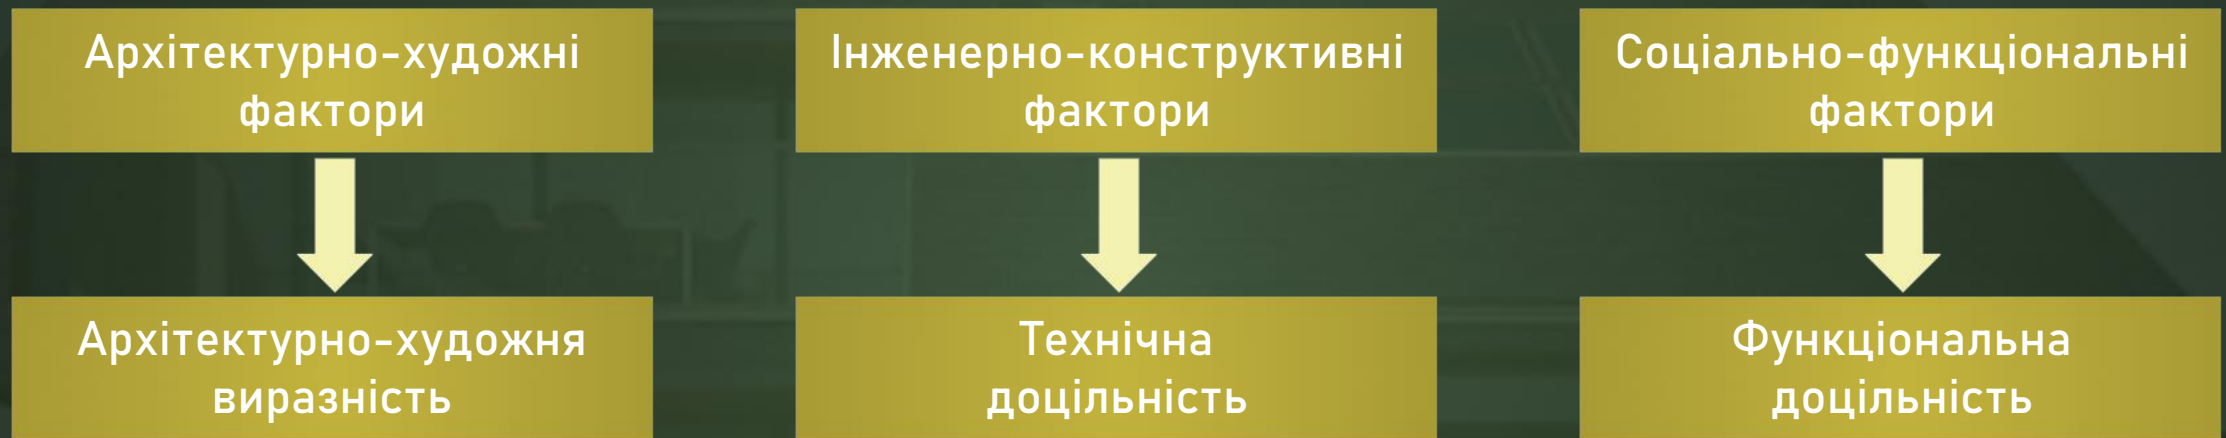 Архітектурно-художні
фактори
Інженерно-конструктивні
фактори
Соціально-функціональні
фактори
Архітектурно-художня
виразність
Технічна
доцільність
Функціональна
доцільність